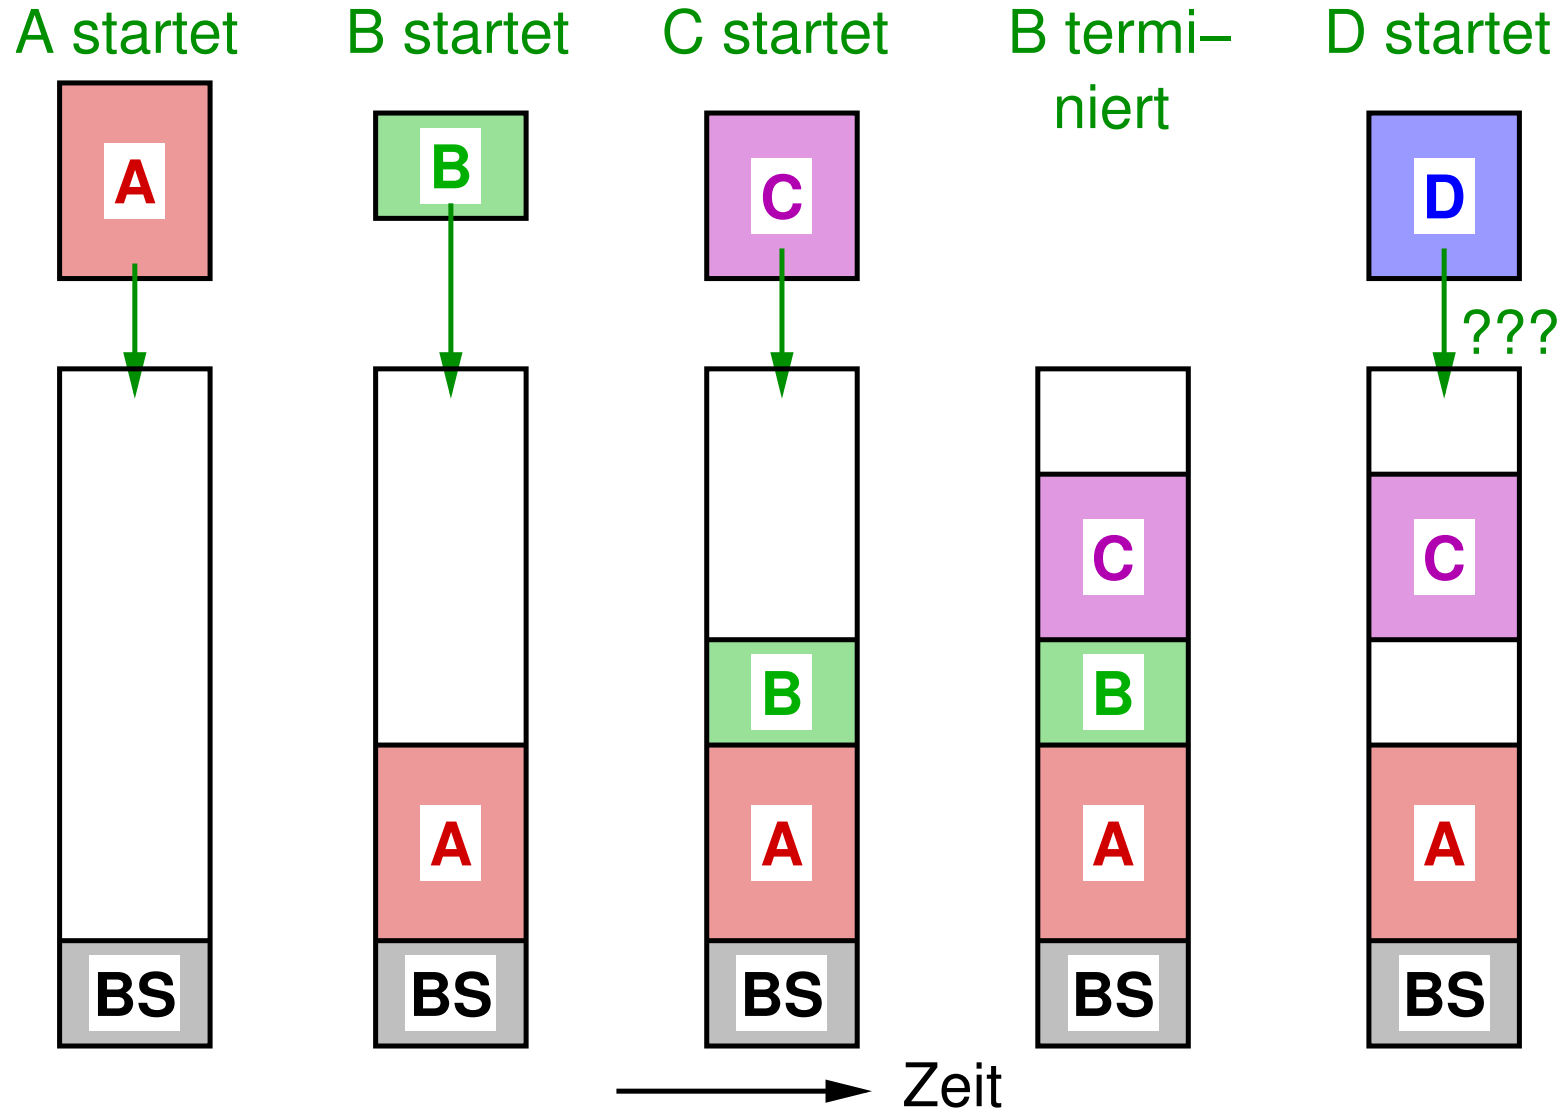 A startet
B startet
C startet
B termi–
niert
D startet
A
B
C
D
???
C
C
B
B
A
A
A
A
BS
BS
BS
BS
BS
Zeit